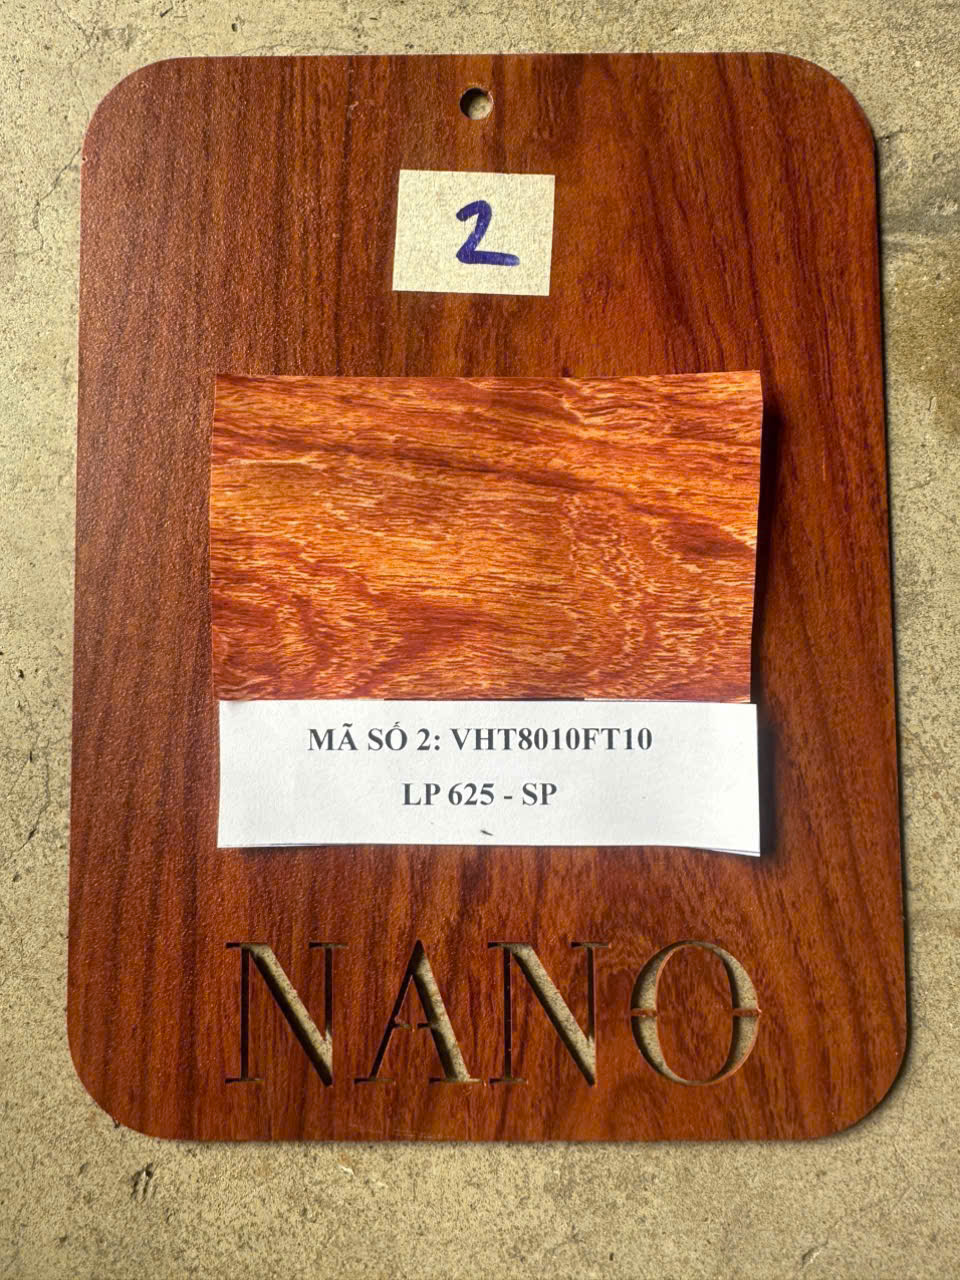 2
MÃ SỐ 2: VHT8010FT10
LP 625 - SP
NANO